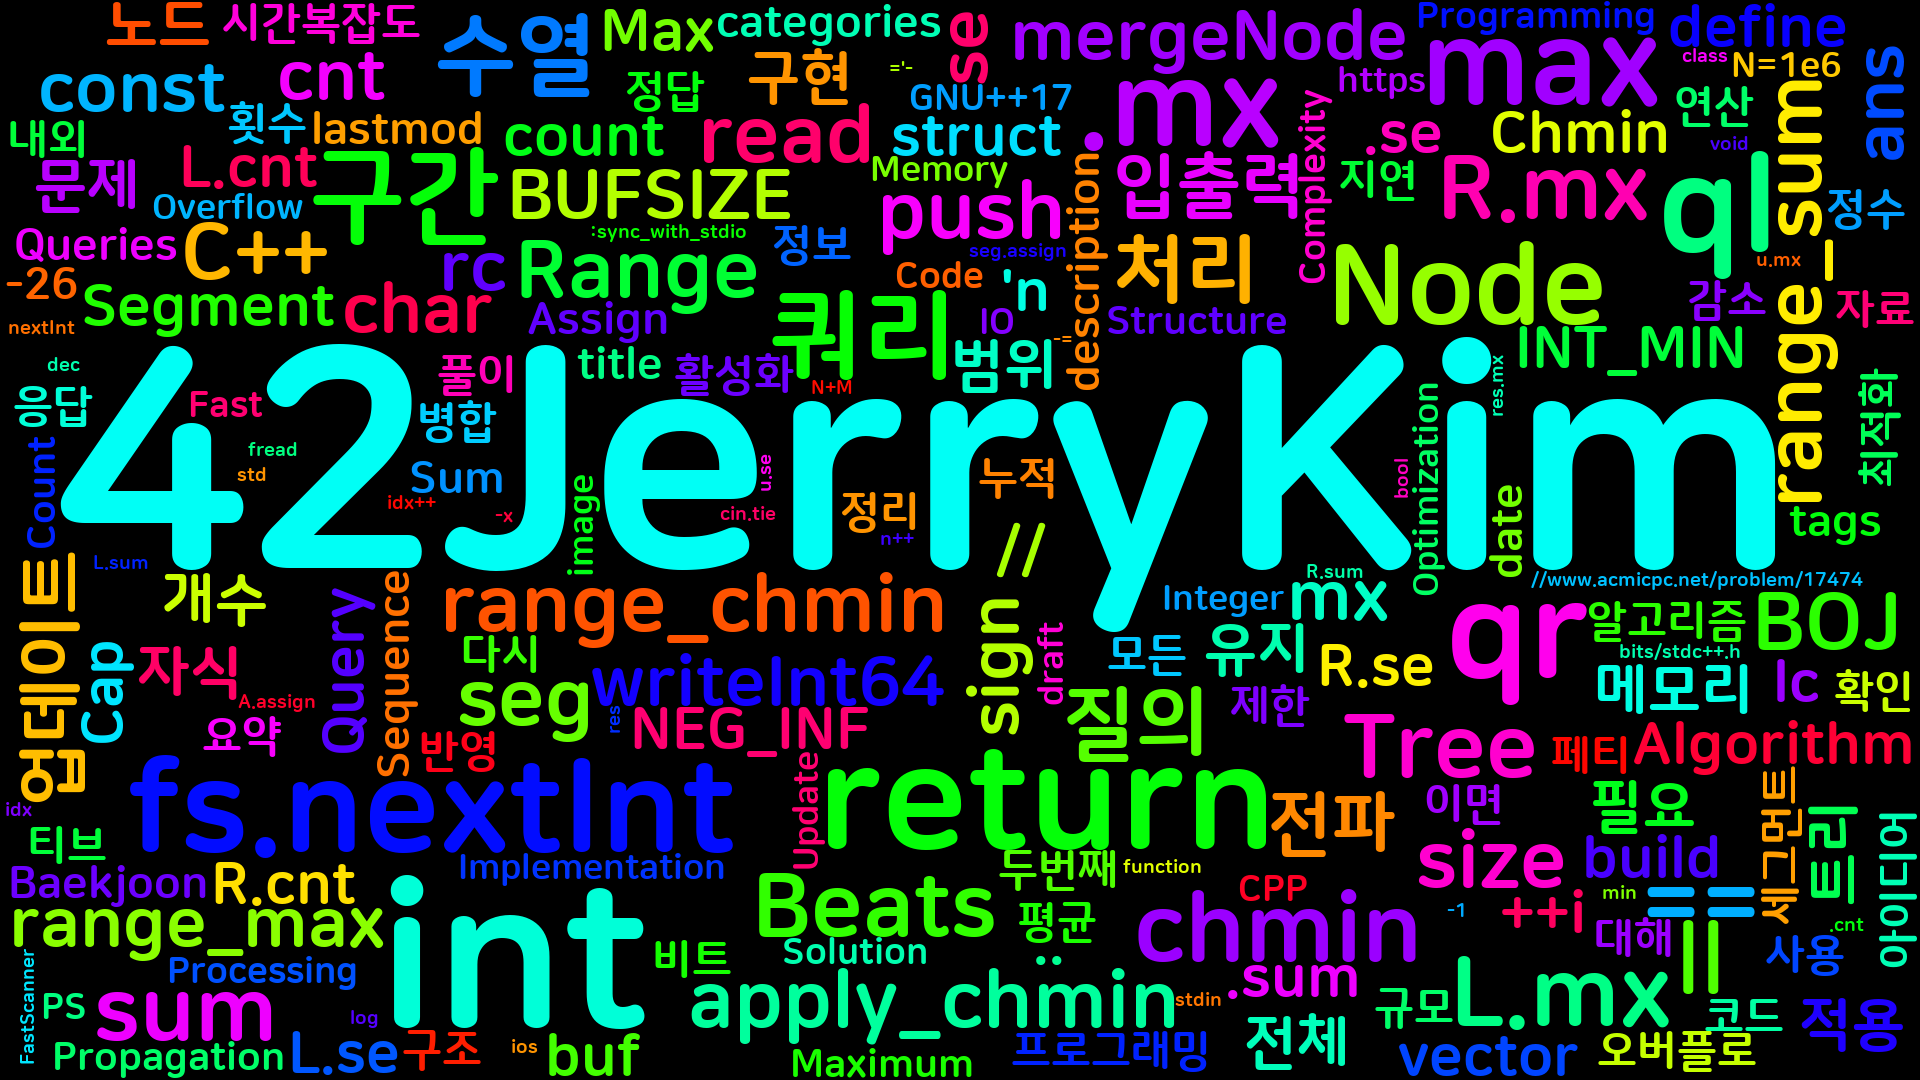 노드
시간복잡도
수열
Max
categories
se
mergeNode
Programming
define
max
class
N=1e6
ans
const
cnt
정답
구현
='-
GNU++17
.mx
https
연산
내외
횟수
lastmod
count
read
struct
Complexity
.se
Chmin
void
range_sum
문제
L.cnt
구간
BUFSIZE
Memory
push
description
입출력
지연
R.mx
ql
정수
Overflow
Queries
C++
rc
:sync_with_stdio
정보
seg.assign
처리
Node
u.mx
-26
Segment
char
Range
Code
'n
감소
자료
nextInt
Assign
쿼리
IO
Structure
-=
INT_MIN
dec
풀이
title
활성화
범위
N+M
res.mx
최적화
응답
Fast
병합
42JerryKim
Count
fread
std
Sum
idx++
-x
image
u.se
cin.tie
정리
n++
누적
//
bool
Optimization
date
tags
L.sum
R.sum
//www.acmicpc.net/problem/17474
업데이트
개수
Query
Sequence
range_chmin
sign
Integer
mx
qr
알고리즘
BOJ
Cap
자식
다시
seg
writeInt64
draft
모든
유지
R.se
bits/stdc++.h
메모리
lc
확인
A.assign
요약
반영
res
NEG_INF
질의
제한
Tree
페티
Algorithm
idx
fs.nextInt
Update
return
전파
이면
필요
세그먼트
트리
아이디어
티브
Implementation
두번째
function
size
build
Baekjoon
R.cnt
int
Beats
평균
CPP
chmin
-1
++i
min
==
range_max
비트
Solution
:
대해
||
.cnt
사용
FastScanner
Processing
PS
sum
log
apply_chmin
stdin
.sum
규모
L.mx
코드
적용
Propagation
L.se
구조
ios
buf
Maximum
프로그래밍
전체
vector
오버플로